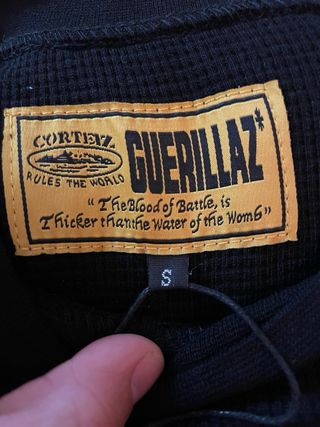 CORTEIZ
RULES THE WORLD
GUERILLAZ*
"The Blood of Battle, is
Thicker than the Water of the Womb"
S